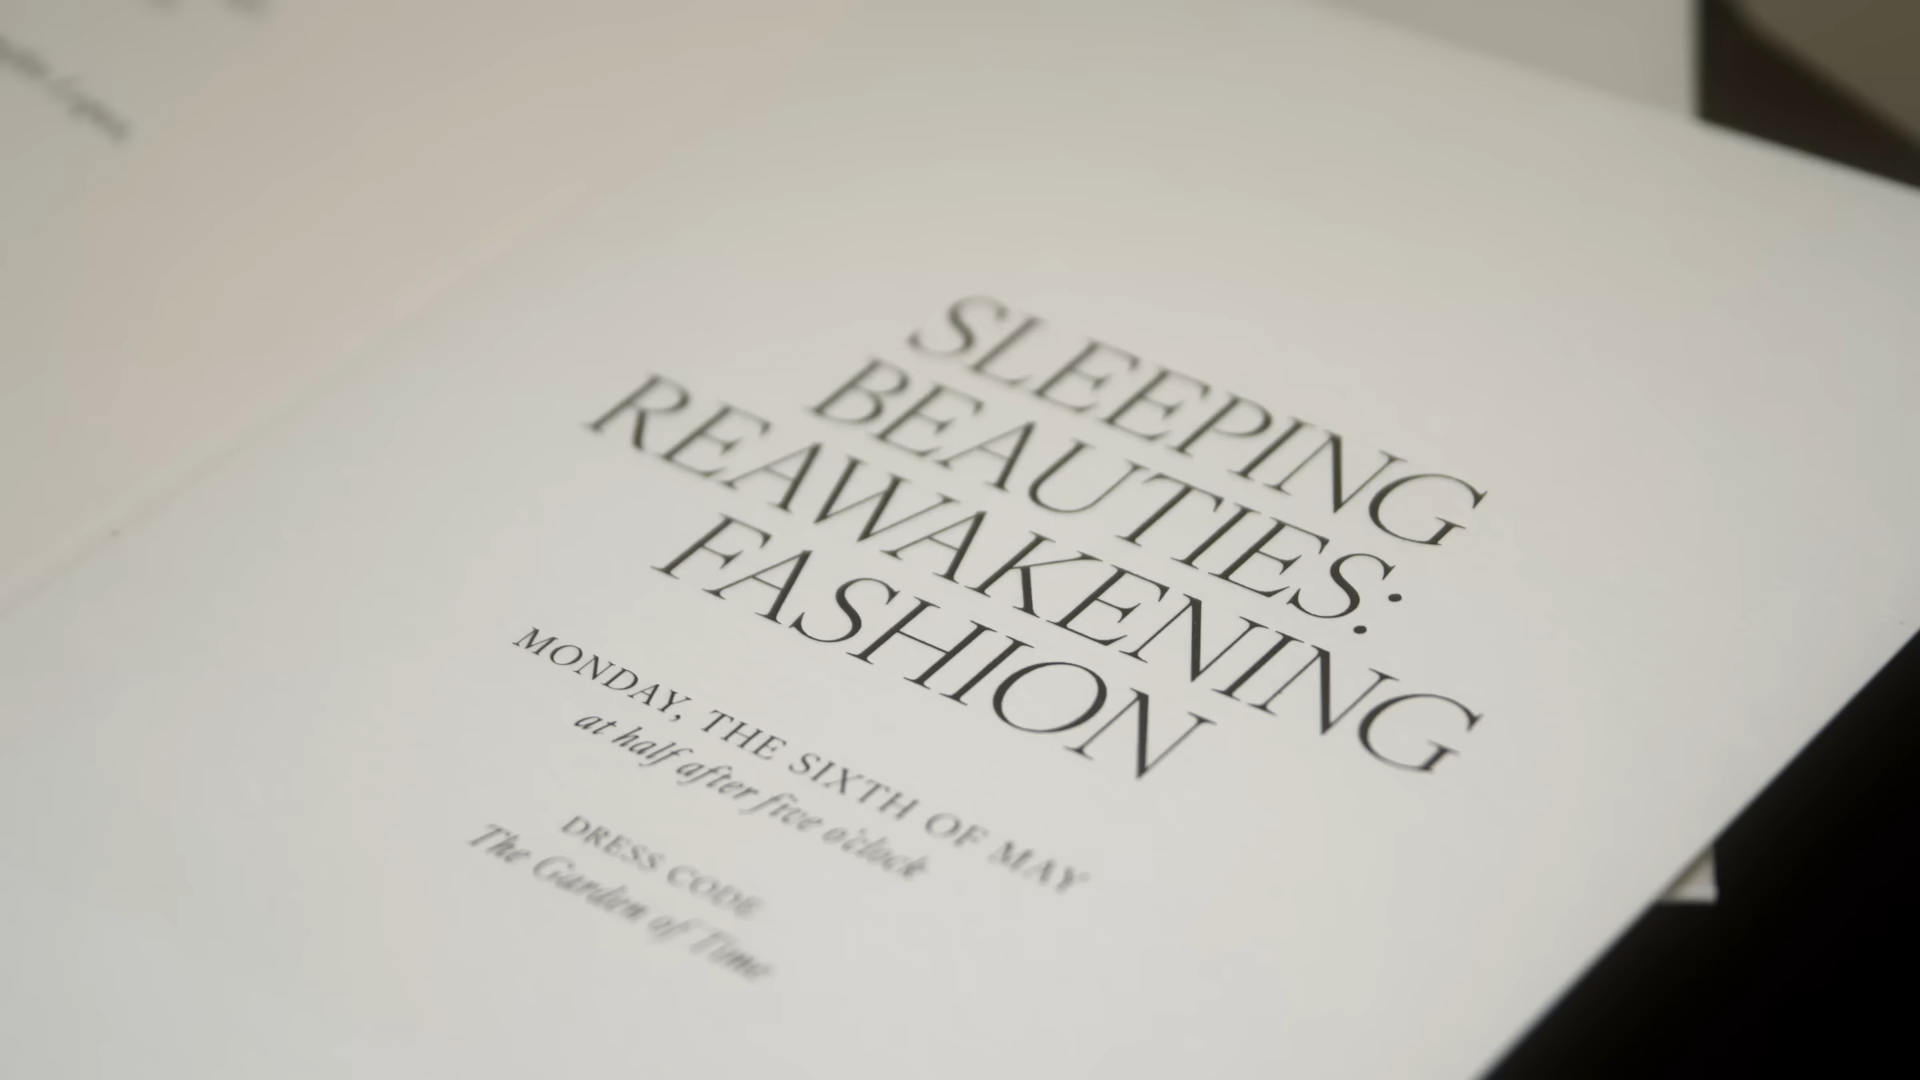 SLEEPING
BEAUTIES:
REAWAKENING
FASHION
MONDAY, THE SIXTH OF MAY
at half after five o'clock
DRESS CODE
The Garden of Time